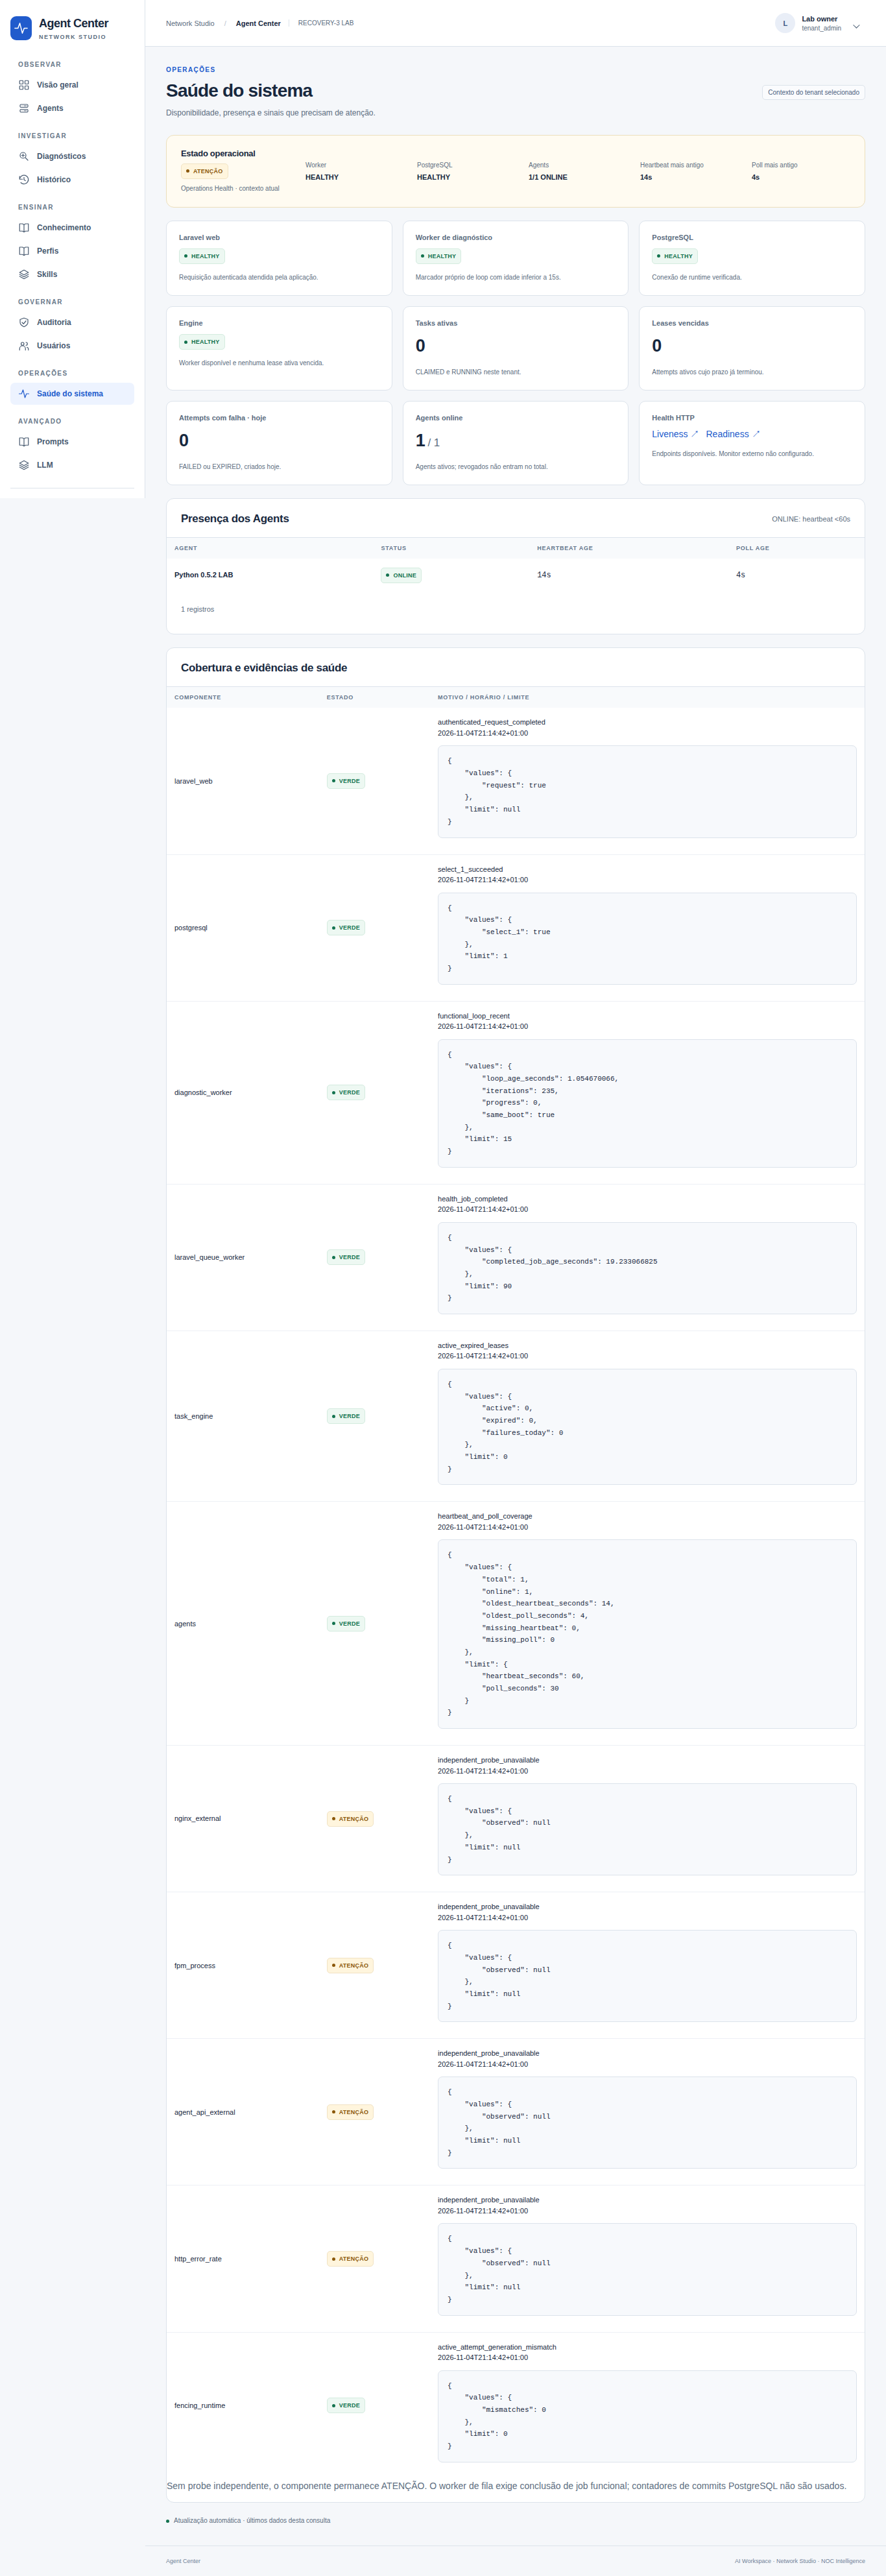 Agent Center
NETWORK STUDIO
OBSERVAR
Visão geral
Agents
INVESTIGAR
Diagnósticos
Histórico
ENSINAR
Conhecimento
Perfis
Skills
GOVERNAR
Auditoria
Usuários
OPERAÇÕES
Saúde do sistema
AVANÇADO
Prompts
LLM
Network Studio / Agent Center RECOVERY-3 LAB
L Lab owner
tenant_admin
OPERAÇÕES
Saúde do sistema
Contexto do tenant selecionado
Disponibilidade, presença e sinais que precisam de atenção.
Estado operacional
ATENÇÃO
Operations Health · contexto atual
Worker
HEALTHY
PostgreSQL
HEALTHY
Agents
1/1 ONLINE
Heartbeat mais antigo
14s
Poll mais antigo
4s
Laravel web
HEALTHY
Requisição autenticada atendida pela aplicação.
Worker de diagnóstico
HEALTHY
Marcador próprio de loop com idade inferior a 15s.
PostgreSQL
HEALTHY
Conexão de runtime verificada.
Engine
HEALTHY
Worker disponível e nenhuma lease ativa vencida.
Tasks ativas
0
CLAIMED e RUNNING neste tenant.
Leases vencidas
0
Attempts ativos cujo prazo já terminou.
Attempts com falha · hoje
0
FAILED ou EXPIRED, criados hoje.
Agents online
1 / 1
Agents ativos; revogados não entram no total.
Health HTTP
Liveness ↗ Readiness ↗
Endpoints disponíveis. Monitor externo não configurado.
Presença dos Agents
ONLINE: heartbeat <60s
AGENT STATUS HEARTBEAT AGE POLL AGE
Python 0.5.2 LAB ONLINE 14s 4s
1 registros
Cobertura e evidências de saúde
COMPONENTE ESTADO MOTIVO / HORÁRIO / LIMITE
laravel_web
VERDE
authenticated_request_completed
2026-11-04T21:14:42+01:00
{
"values": {
"request": true
},
"limit": null
}
postgresql
VERDE
select_1_succeeded
2026-11-04T21:14:42+01:00
{
"values": {
"select_1": true
},
"limit": 1
}
diagnostic_worker
VERDE
functional_loop_recent
2026-11-04T21:14:42+01:00
{
"values": {
"loop_age_seconds": 1.054670066,
"iterations": 235,
"progress": 0,
"same_boot": true
},
"limit": 15
}
laravel_queue_worker
VERDE
health_job_completed
2026-11-04T21:14:42+01:00
{
"values": {
"completed_job_age_seconds": 19.233066825
},
"limit": 90
}
task_engine
VERDE
active_expired_leases
2026-11-04T21:14:42+01:00
{
"values": {
"active": 0,
"expired": 0,
"failures_today": 0
},
"limit": 0
}
agents
VERDE
heartbeat_and_poll_coverage
2026-11-04T21:14:42+01:00
{
"values": {
"total": 1,
"online": 1,
"oldest_heartbeat_seconds": 14,
"oldest_poll_seconds": 4,
"missing_heartbeat": 0,
"missing_poll": 0
},
"limit": {
"heartbeat_seconds": 60,
"poll_seconds": 30
}
}
nginx_external
ATENÇÃO
independent_probe_unavailable
2026-11-04T21:14:42+01:00
{
"values": {
"observed": null
},
"limit": null
}
fpm_process
ATENÇÃO
independent_probe_unavailable
2026-11-04T21:14:42+01:00
{
"values": {
"observed": null
},
"limit": null
}
agent_api_external
ATENÇÃO
independent_probe_unavailable
2026-11-04T21:14:42+01:00
{
"values": {
"observed": null
},
"limit": null
}
http_error_rate
ATENÇÃO
independent_probe_unavailable
2026-11-04T21:14:42+01:00
{
"values": {
"observed": null
},
"limit": null
}
fencing_runtime
VERDE
active_attempt_generation_mismatch
2026-11-04T21:14:42+01:00
{
"values": {
"mismatches": 0
},
"limit": 0
}
Sem probe independente, o componente permanece ATENÇÃO. O worker de fila exige conclusão de job funcional; contadores de commits PostgreSQL não são usados.
Atualização automática · últimos dados desta consulta
Agent Center
AI Workspace · Network Studio · NOC Intelligence